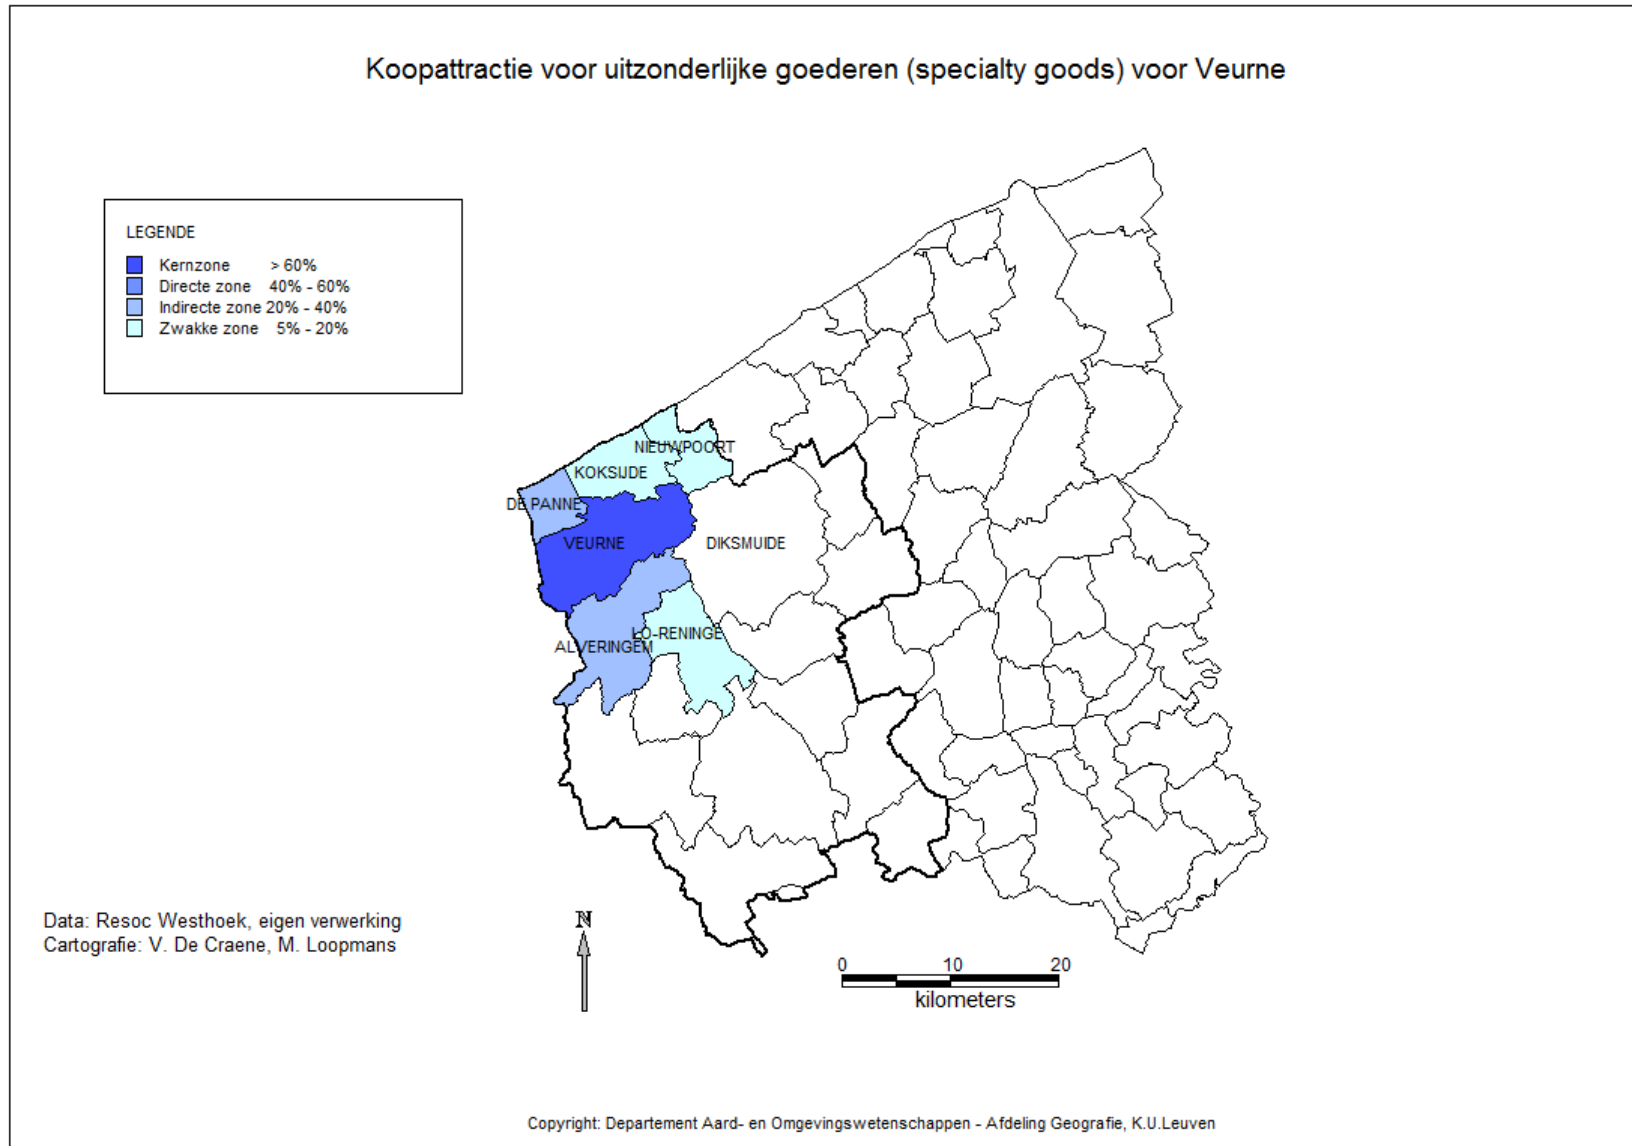 Koopattractie voor uitzonderlijke goederen (specialty goods) voor Veurne
LEGENDE
Kernzone > 60%
Directe zone 40% - 60%
Indirecte zone 20% - 40%
Zwakke zone 5% - 20%
NIEUWPOORT
KOKSIJDE
DE PANNE
VEURNE
DIKSMUIDE
LO-RENINGE
ALVERINGEM
Data: Resoc Westhoek, eigen verwerking
Cartografie: V. De Craene, M. Loopmans
N
0 10 20
kilometers
Copyright: Departement Aard- en Omgevingswetenschappen - Afdeling Geografie, K.U.Leuven